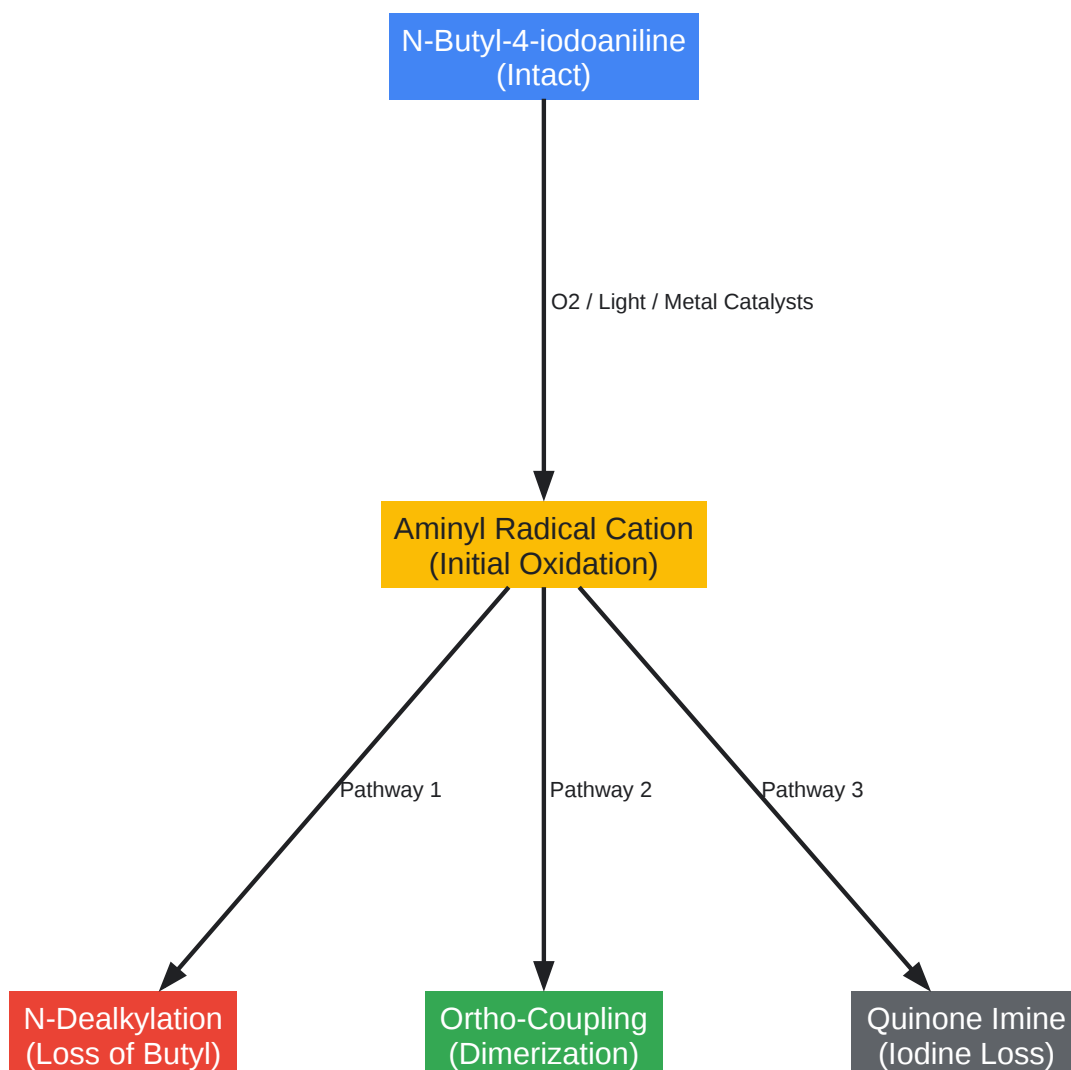 N-Butyl-4-iodoaniline
(Intact)
O2 / Light / Metal Catalysts
Aminyl Radical Cation
(Initial Oxidation)
Pathway 1
Pathway 2
Pathway 3
N-Dealkylation
(Loss of Butyl)
Ortho-Coupling
(Dimerization)
Quinone Imine
(Iodine Loss)